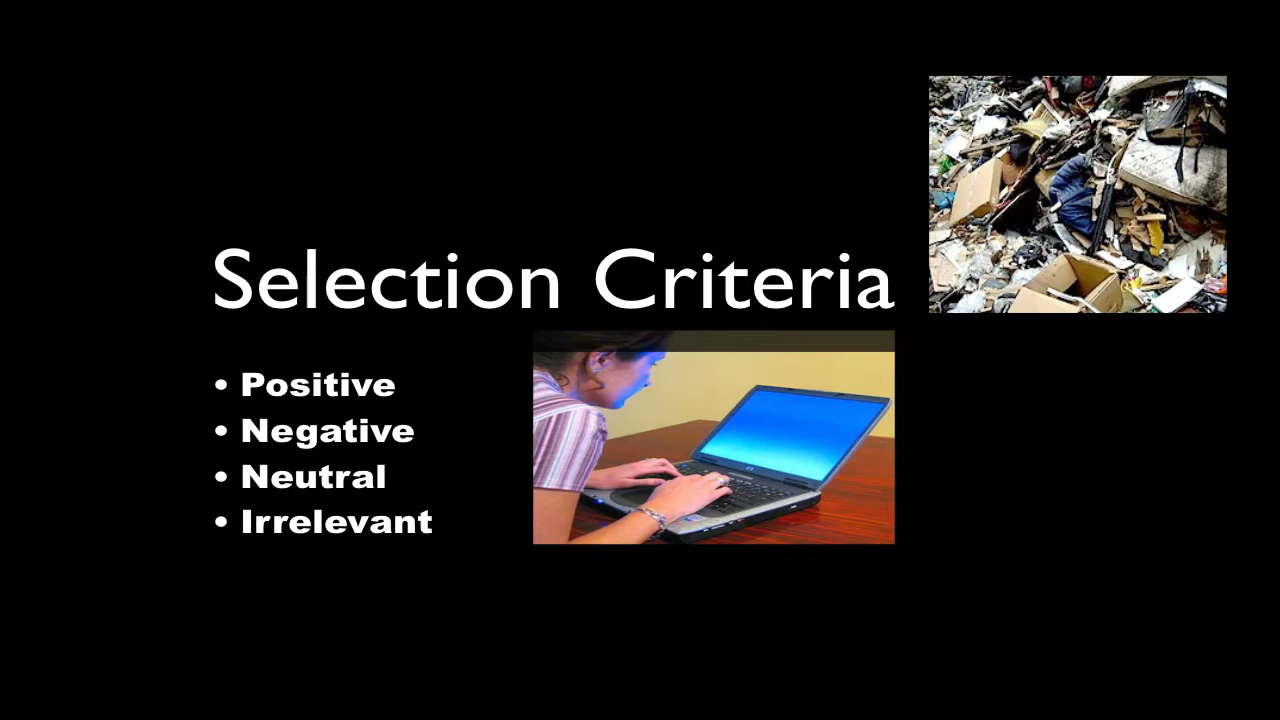 Selection Criteria
• Positive
• Negative
• Neutral
• Irrelevant